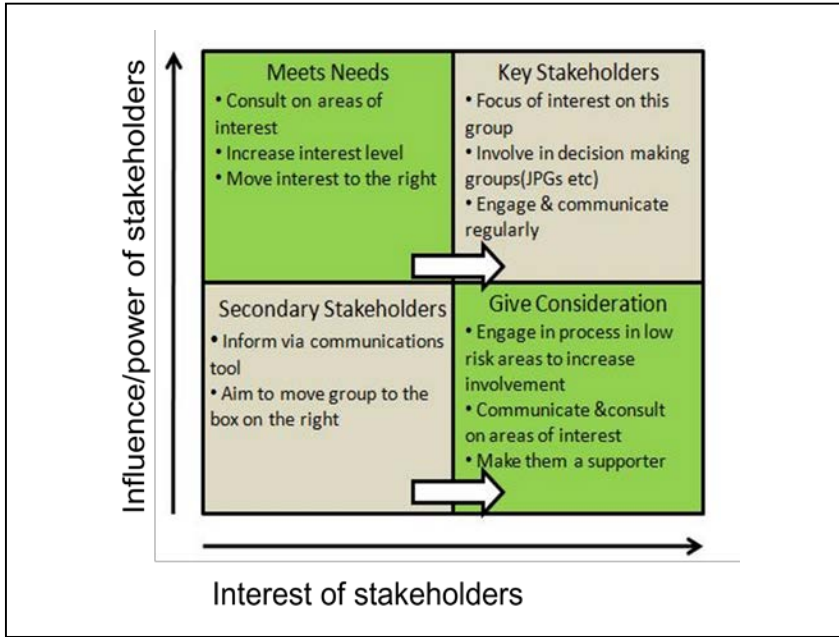 Influence/power of stakeholders
Meets Needs
• Consult on areas of
interest
• Increase interest level
• Move interest to the right
Key Stakeholders
• Focus of interest on this
group
• Involve in decision making
groups(JPGs etc)
• Engage & communicate
regularly
Secondary Stakeholders
• Inform via communications
tool
• Aim to move group to the
box on the right
Give Consideration
• Engage in process in low
risk areas to increase
involvement
• Communicate &consult
on areas of interest
• Make them a supporter
Interest of stakeholders